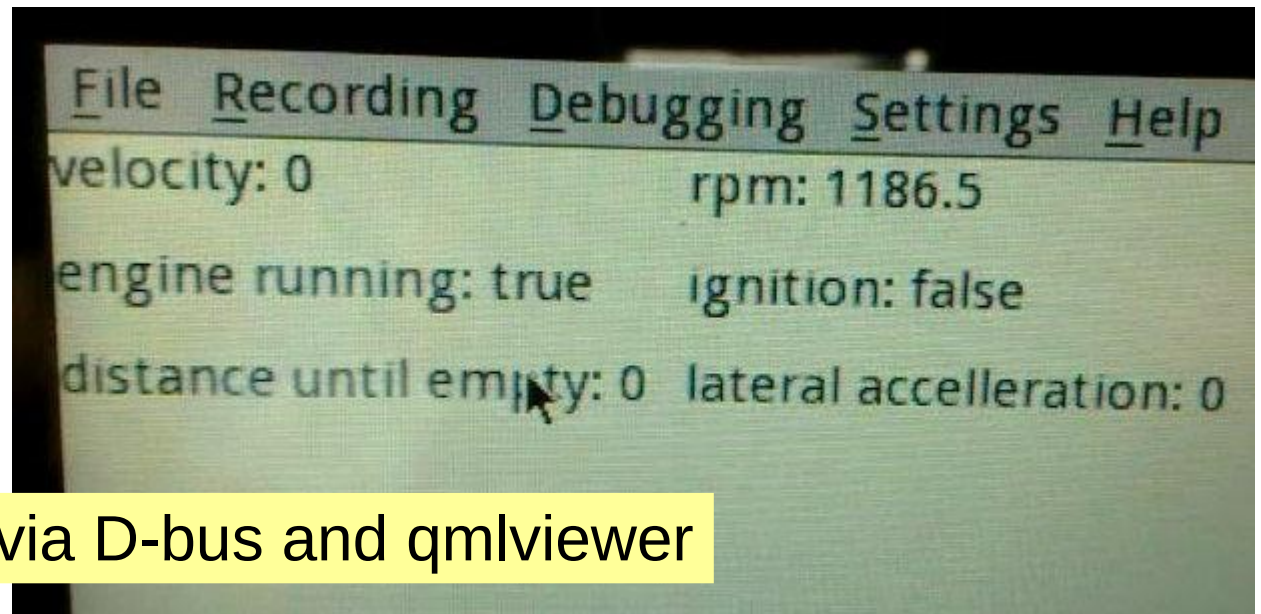 File Recording Debugging Settings Help
velocity: 0 rpm: 1186.5
engine running: true ignition: false
distance until empty: 0 lateral accelleration: 0
via D-bus and qmlviewer